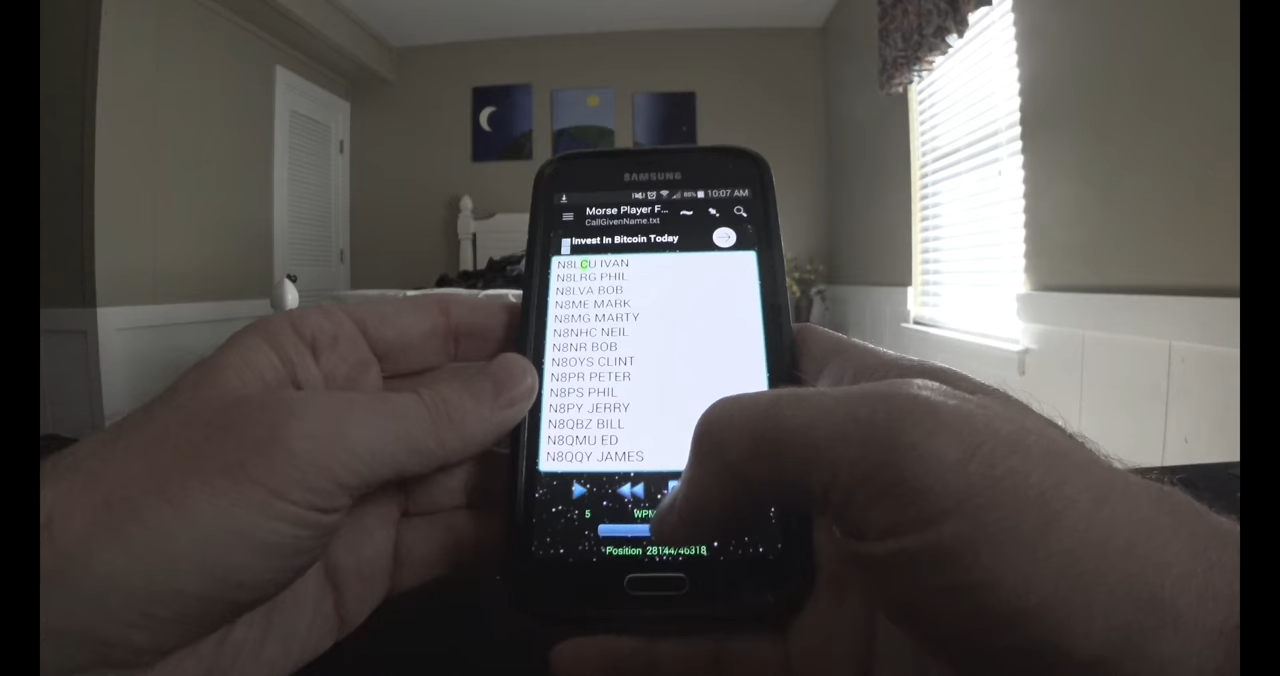 SAMSUNG
88% 10:07 AM
Morse Player F...
CallGivenName.txt
Invest In Bitcoin Today
N8LCU IVAN
N8LRG PHIL
N8LVA BOB
N8ME MARK
N8MG MARTY
N8NHC NEIL
N8NR BOB
N8OYS CLINT
N8PR PETER
N8PS PHIL
N8PY JERRY
N8QBZ BILL
N8QMU ED
N8QQY JAMES
5 WPM
Position 28144/46318